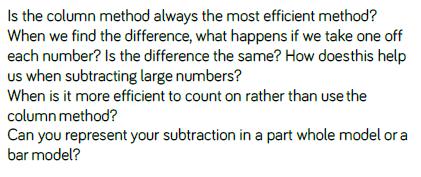 Is the column method always the most efficient method?
When we find the difference, what happens if we take one off
each number? Is the difference the same? How doesthis help
us when subtracting large numbers?
When is it more efficient to count on rather than use the
column method?
Can you represent your subtraction in a part whole model or a
bar model?